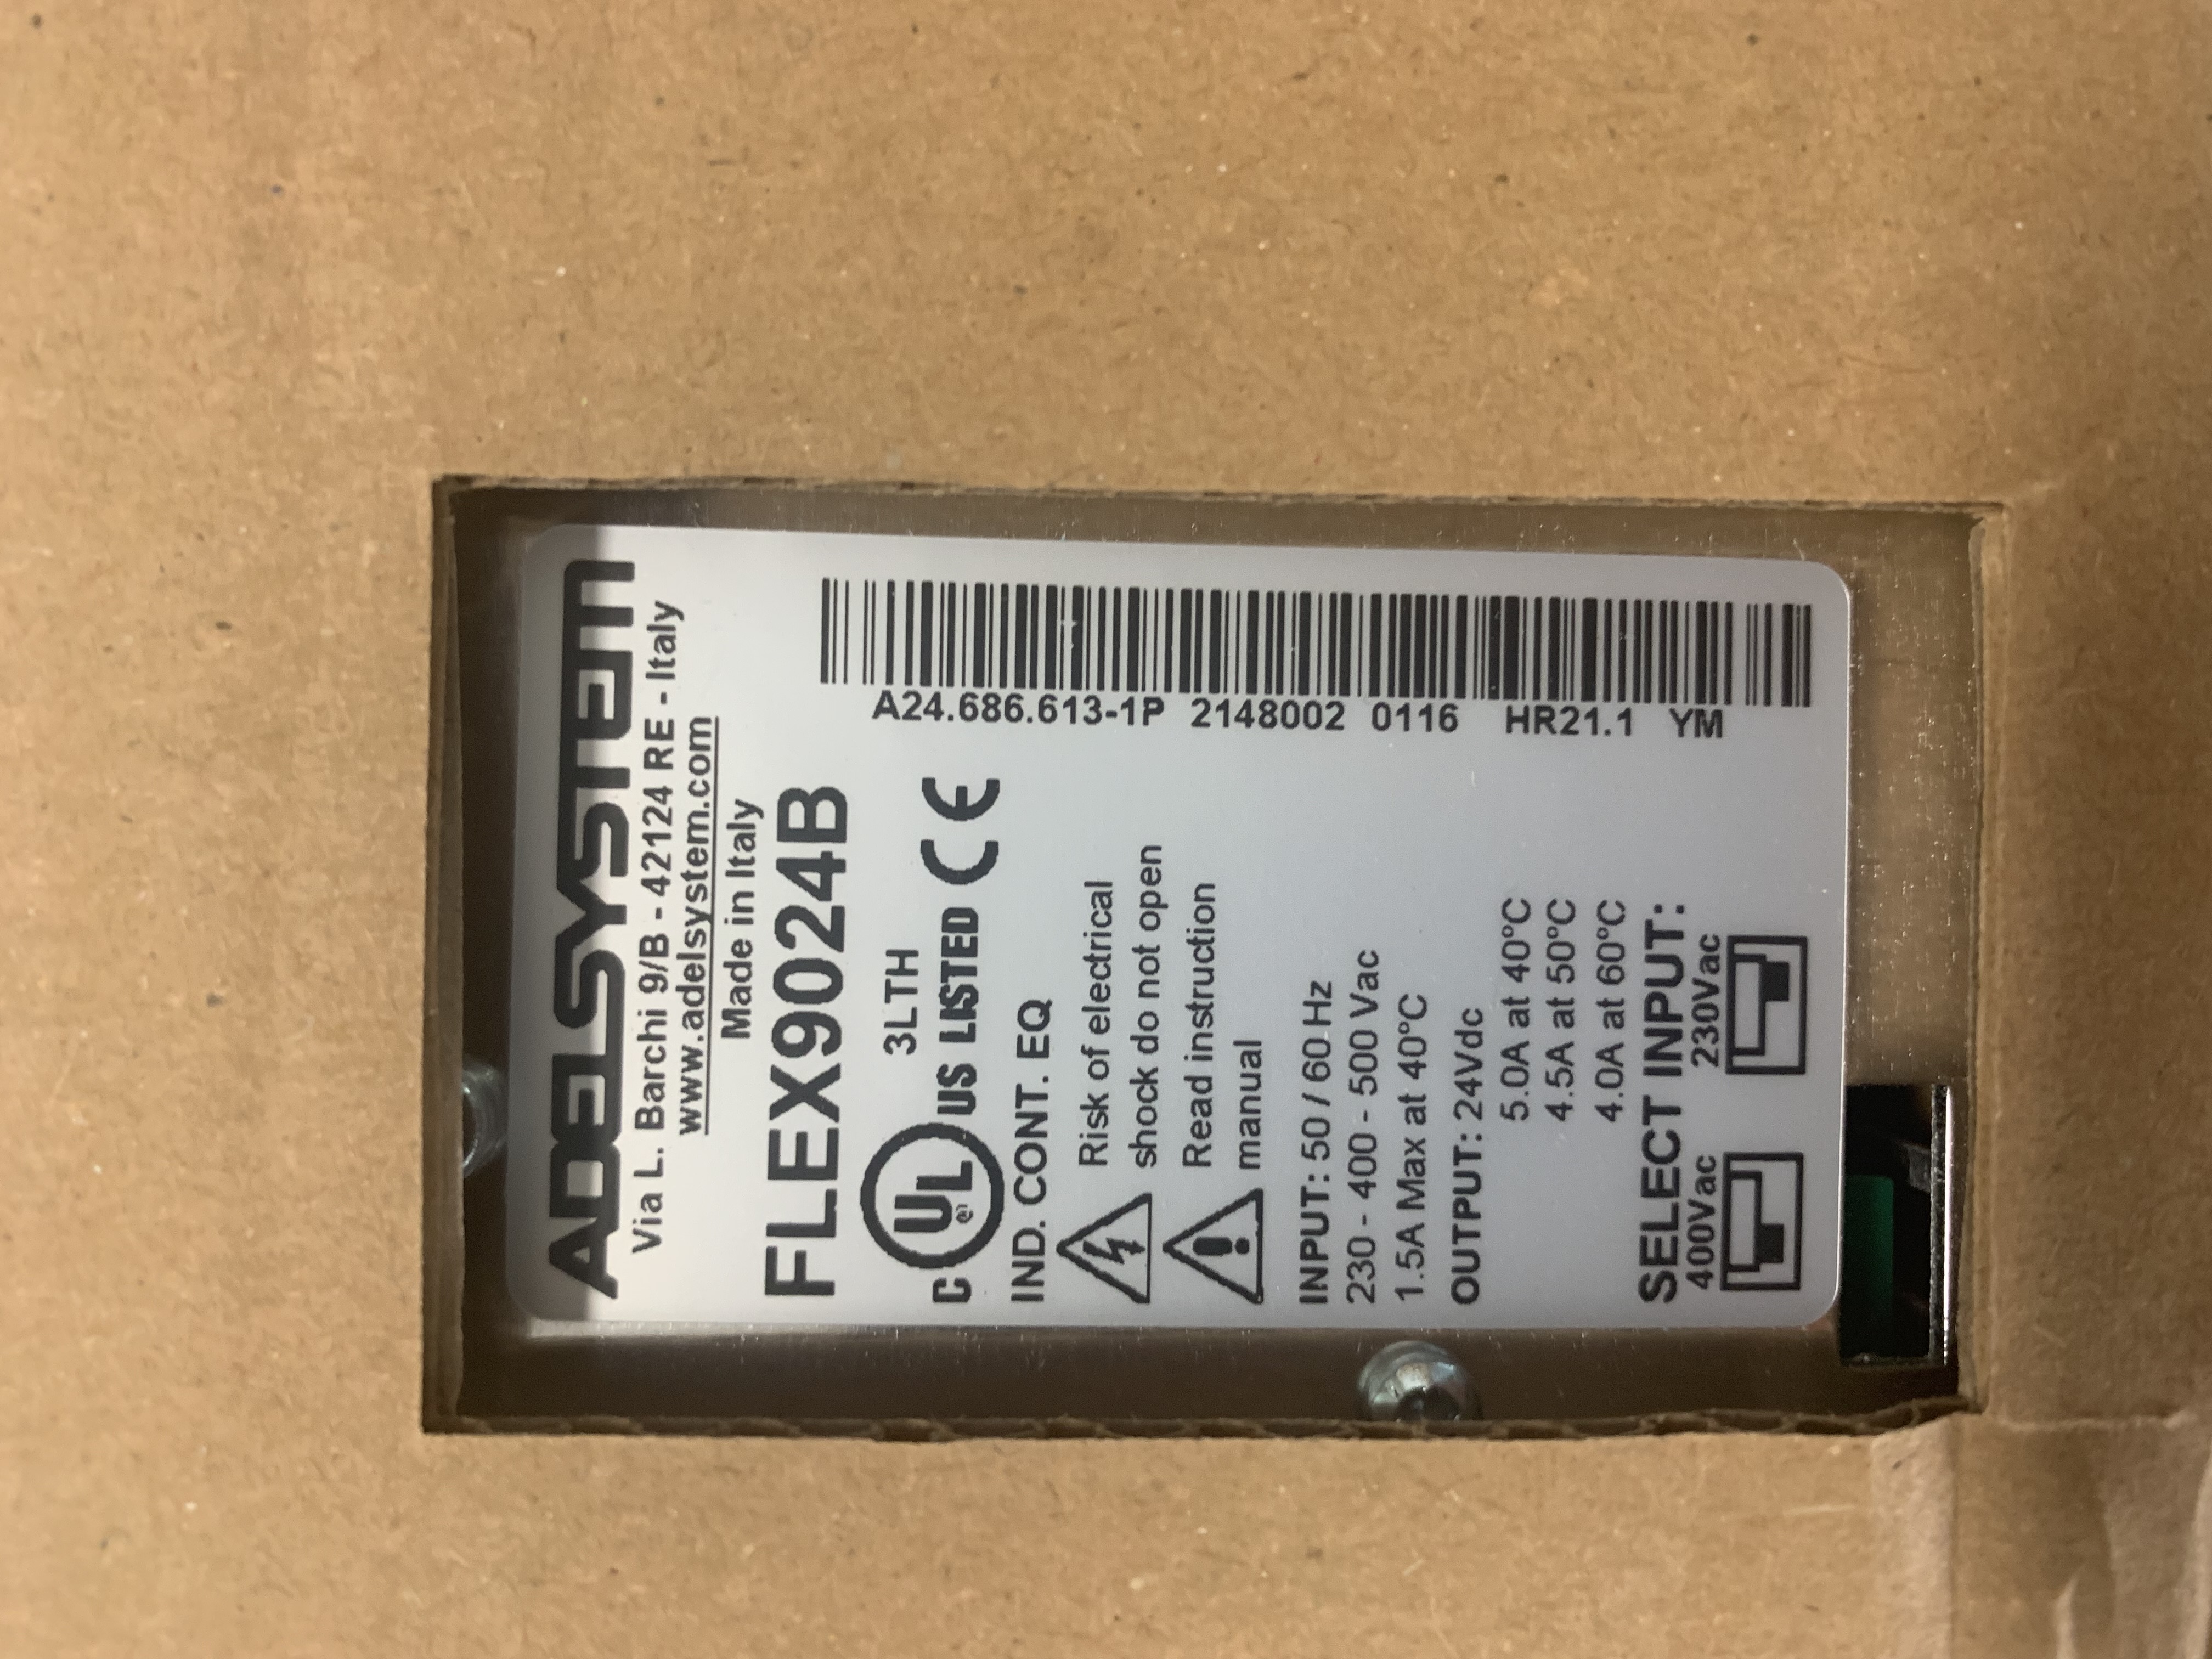 ADELSYSTEM
Via L. Barchi 9/B - 42124 RE - Italy
www.adelsystem.com
Made in Italy
FLEX9024B
3LTH
C UL US LISTED CE
IND. CONT. EQ
Risk of electrical
shock do not open
Read instruction
manual
INPUT: 50 / 60 Hz
230 - 400 - 500 Vac
1.5A Max at 40°C
OUTPUT: 24Vdc
5.0A at 40°C
4.5A at 50°C
4.0A at 60°C
SELECT INPUT:
400Vac 230Vac
A24.686.613-1P 2148002 0116 HR21.1 YM